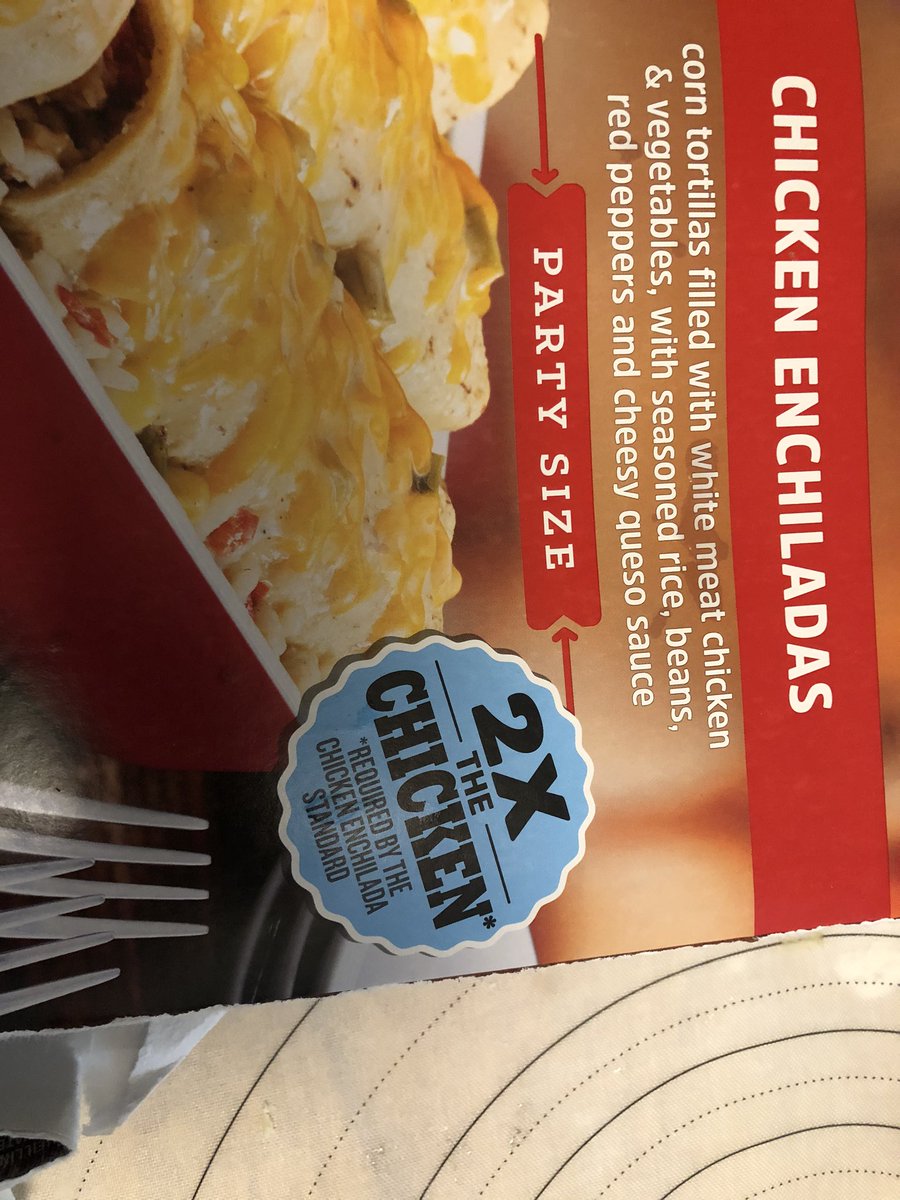 CHICKEN ENCHILADAS
corn tortillas filled with white meat chicken
& vegetables, with seasoned rice, beans,
red peppers and cheesy queso sauce
PARTY SIZE
2X
THE
CHICKEN*
*REQUIRED BY THE
CHICKEN ENCHILADA
STANDARD